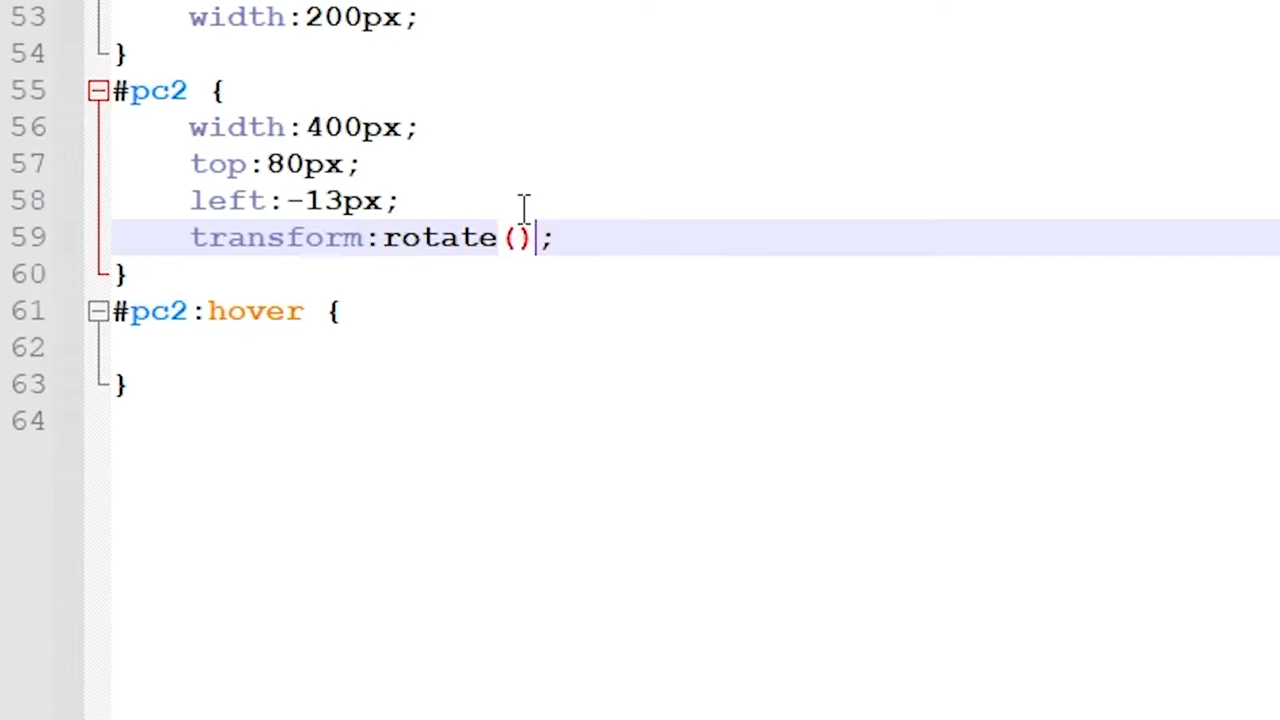 53 width:200px;
54 }
55 #pc2 {
56 width:400px;
57 top:80px;
58 left:-13px;
59 transform:rotate();
60 }
61 #pc2:hover {
62
63 }
64